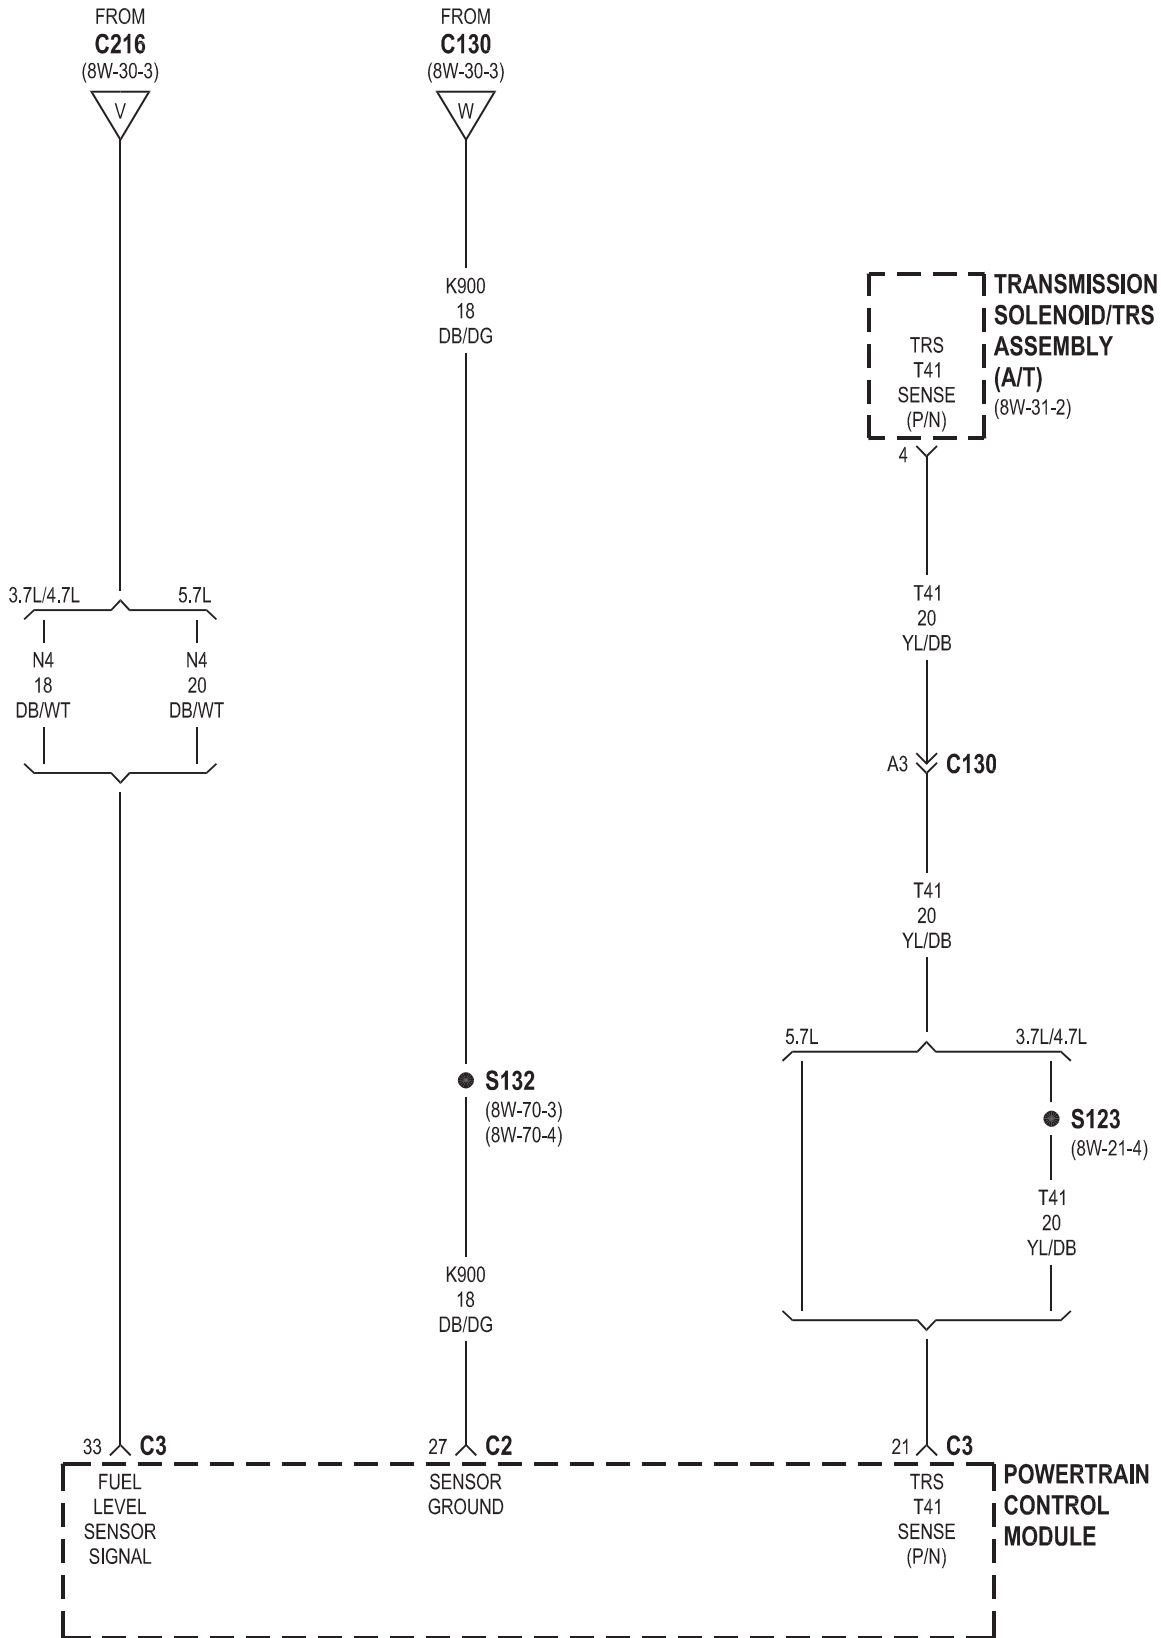 FROM
C216
(8W-30-3)
V
FROM
C130
(8W-30-3)
W
K900
18
DB/DG
TRANSMISSION
SOLENOID/TRS
ASSEMBLY
(A/T)
(8W-31-2)
TRS
T41
SENSE
(P/N)
4
T41
20
YL/DB
3.7L/4.7L
5.7L
N4
18
DB/WT
N4
20
DB/WT
A3
C130
T41
20
YL/DB
5.7L
3.7L/4.7L
S132
(8W-70-3)
(8W-70-4)
S123
(8W-21-4)
T41
20
YL/DB
K900
18
DB/DG
33
C3
27
C2
21
C3
FUEL
LEVEL
SENSOR
SIGNAL
SENSOR
GROUND
TRS
T41
SENSE
(P/N)
POWERTRAIN
CONTROL
MODULE